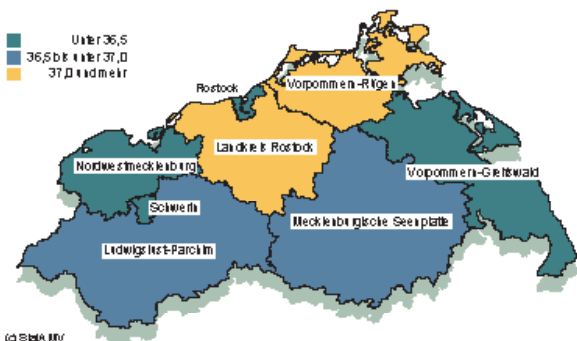 Unter 36,5
36,5 bis unter 37,0
37,0 und mehr
Rostock
Vorpommern-Rügen
Landkreis Rostock
Nordwestmecklenburg
Vorpommern-Greifswald
Schwerin
Mecklenburgische Seenplatte
Ludwigslust-Parchim
(c) StatA MV